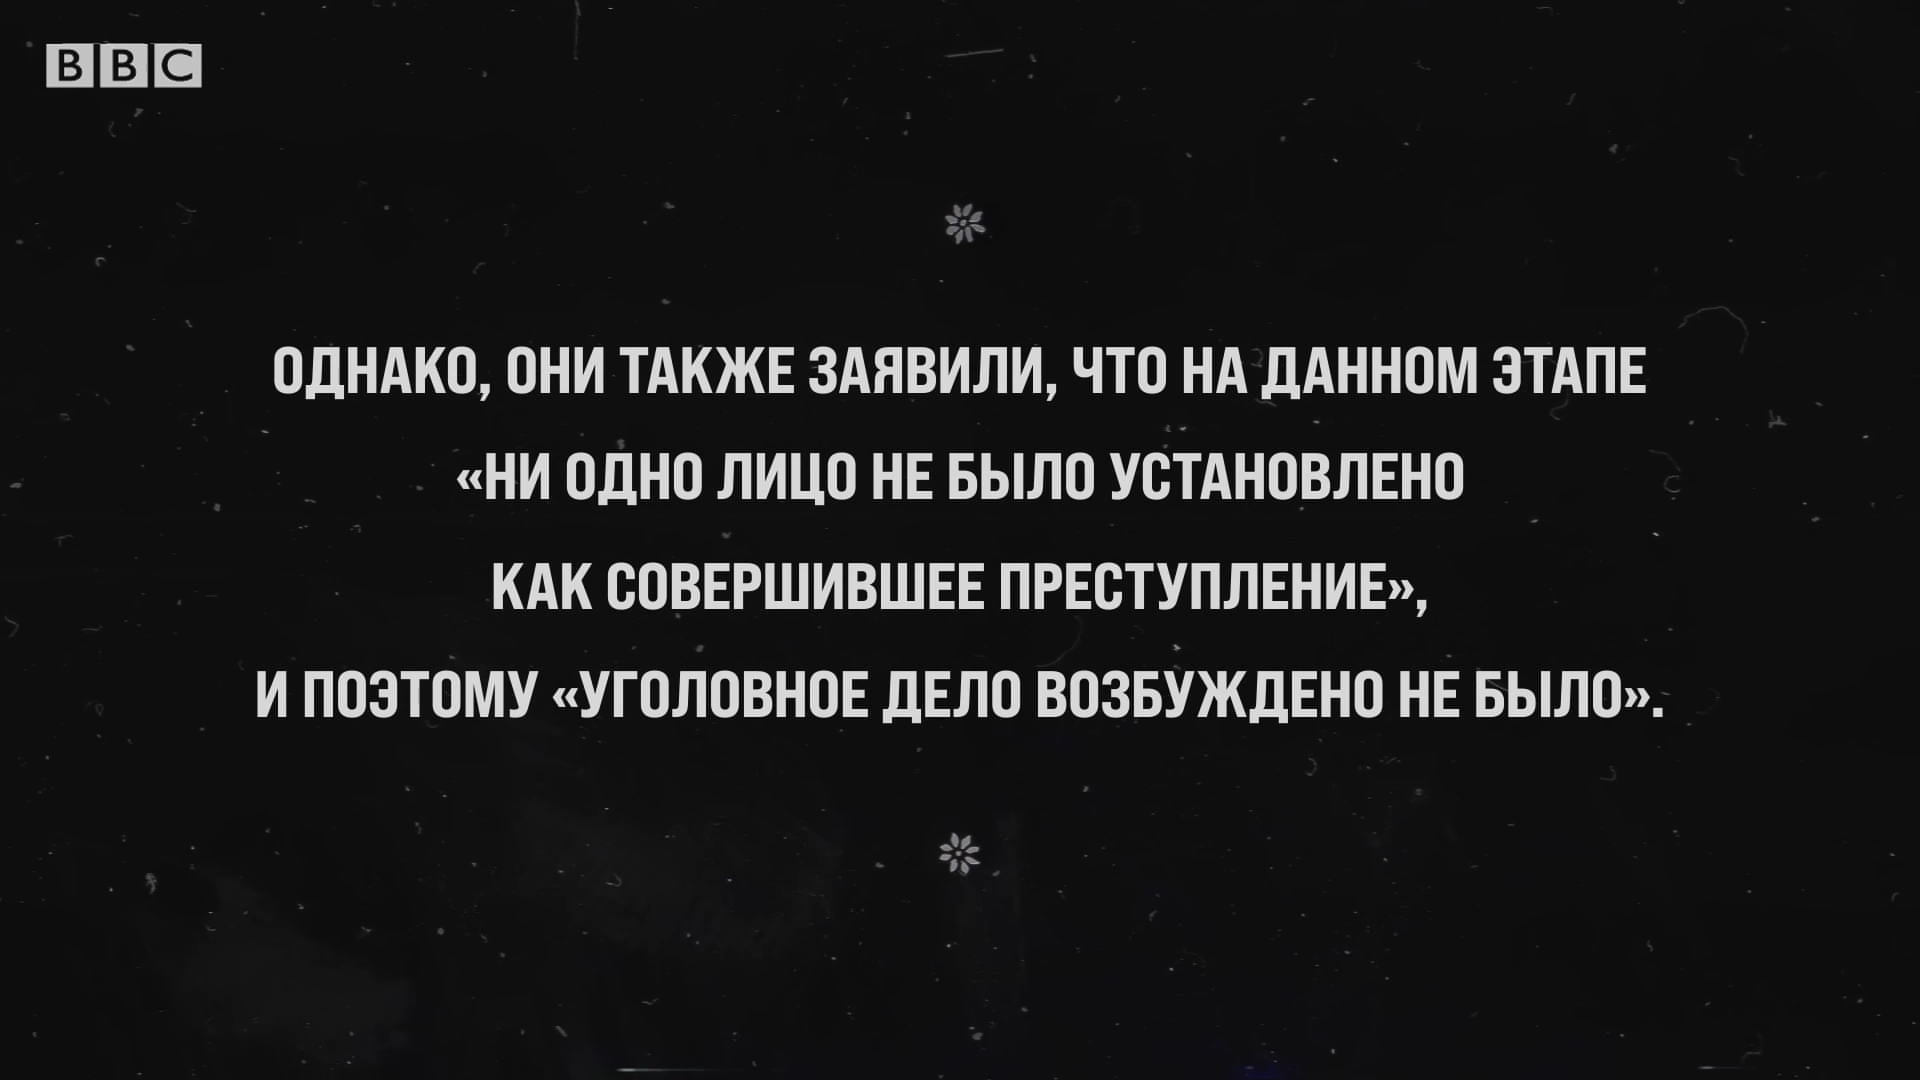 BBC
ОДНАКО, ОНИ ТАКЖЕ ЗАЯВИЛИ, ЧТО НА ДАННОМ ЭТАПЕ
«НИ ОДНО ЛИЦО НЕ БЫЛО УСТАНОВЛЕНО
КАК СОВЕРШИВШЕЕ ПРЕСТУПЛЕНИЕ»,
И ПОЭТОМУ «УГОЛОВНОЕ ДЕЛО ВОЗБУЖДЕНО НЕ БЫЛО».